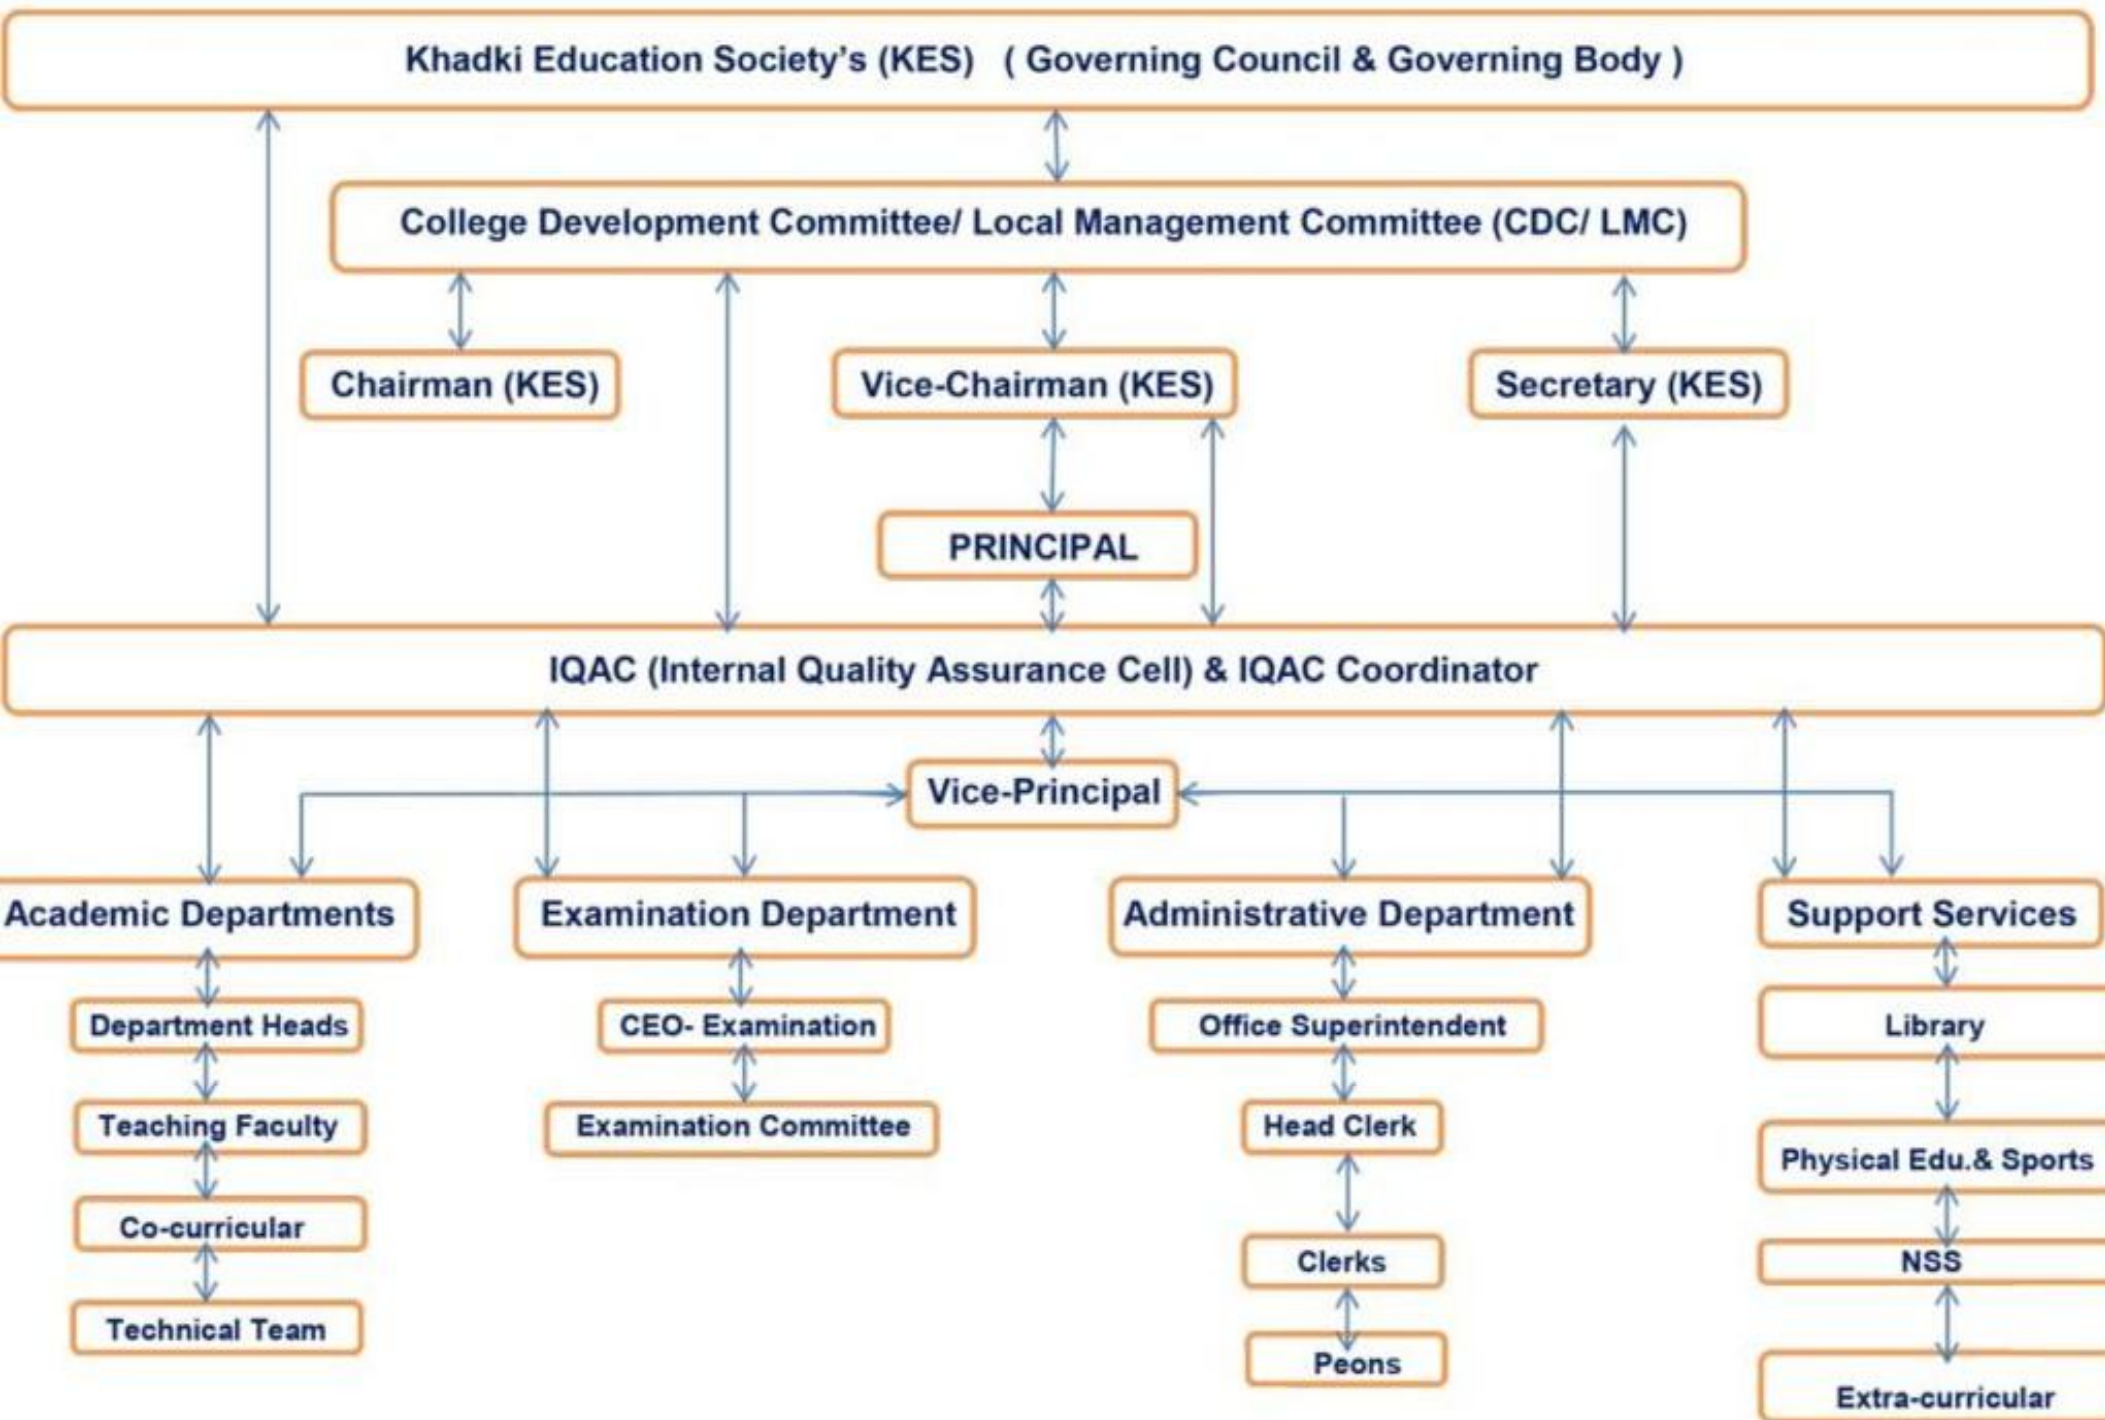 Khadki Education Society's (KES) ( Governing Council & Governing Body )
College Development Committee/ Local Management Committee (CDC/ LMC)
Chairman (KES)
Vice-Chairman (KES)
Secretary (KES)
PRINCIPAL
IQAC (Internal Quality Assurance Cell) & IQAC Coordinator
Vice-Principal
Academic Departments
Examination Department
Administrative Department
Support Services
Department Heads
CEO- Examination
Office Superintendent
Library
Teaching Faculty
Examination Committee
Head Clerk
Physical Edu.& Sports
Co-curricular
Clerks
NSS
Technical Team
Peons
Extra-curricular